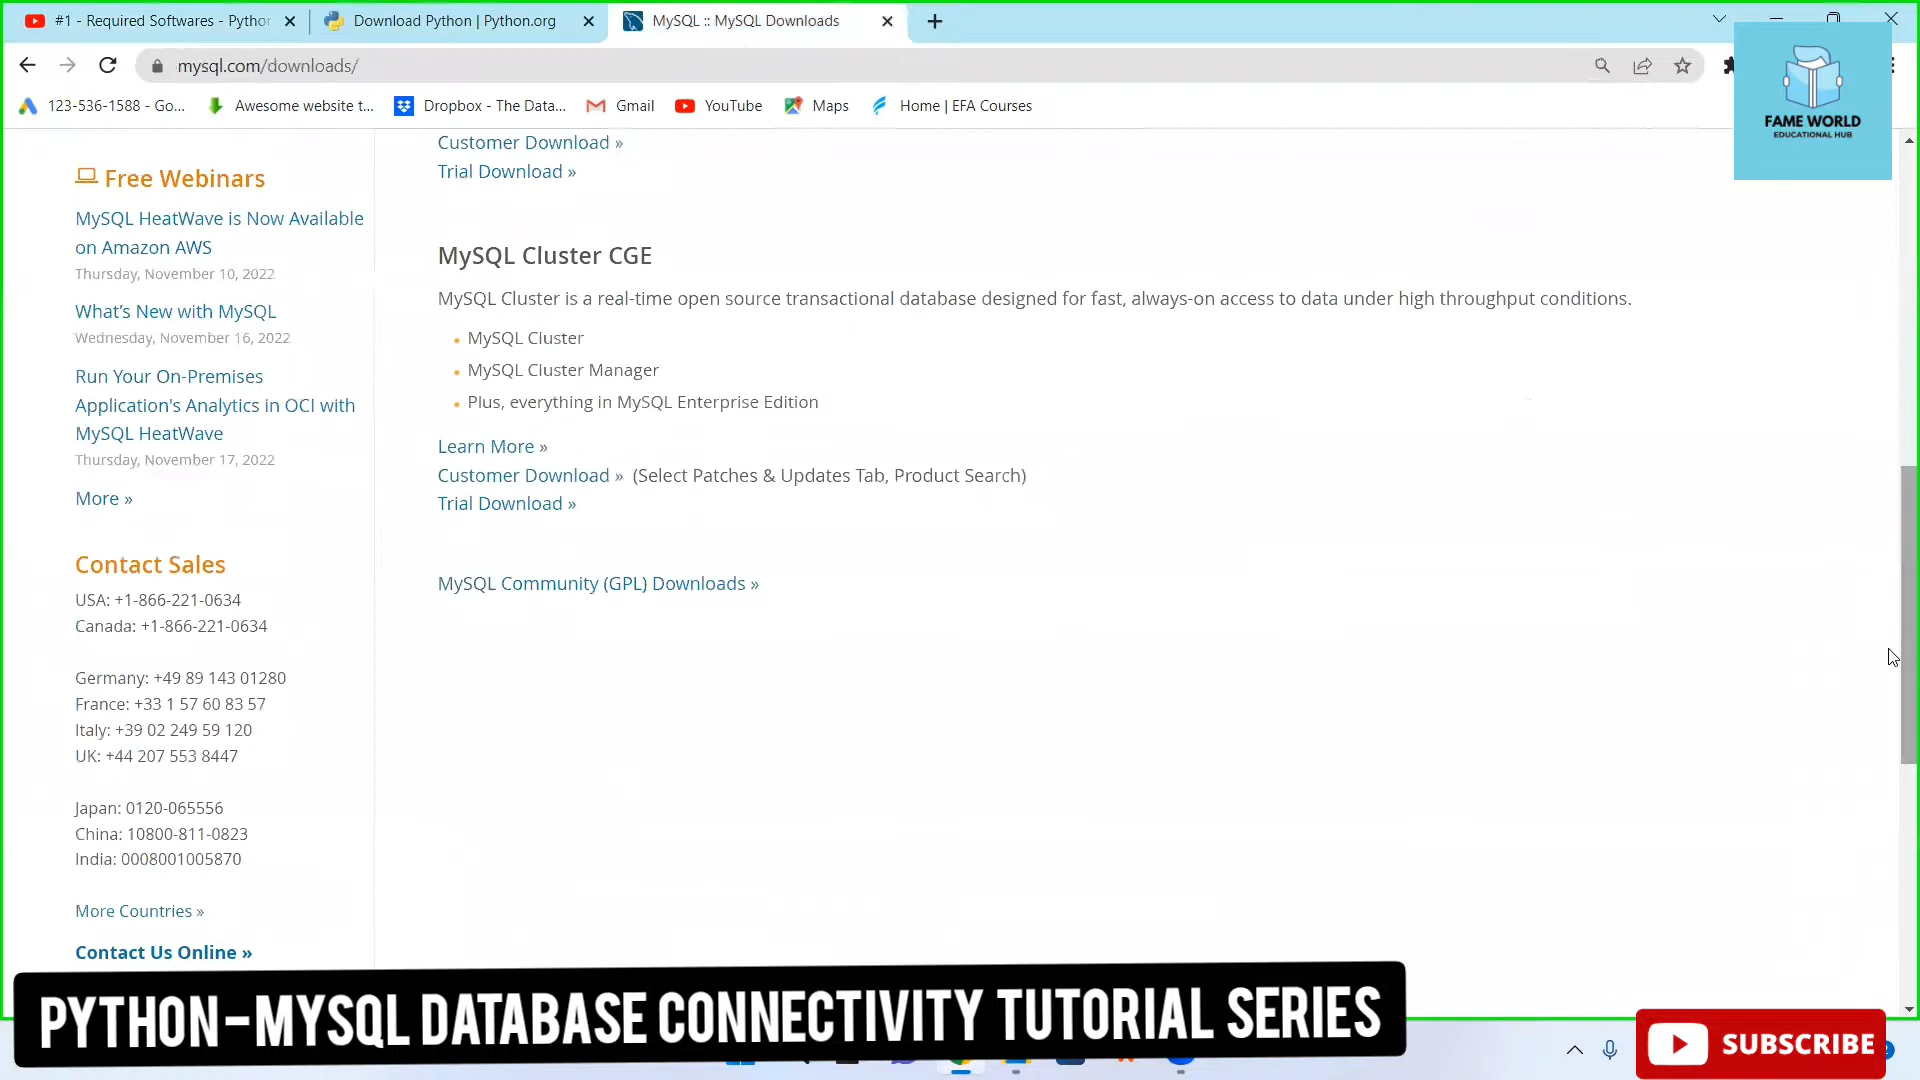 #1 - Required Softwares - Pytho
Download Python | Python.org
MySQL :: MySQL Downloads
mysql.com/downloads/
123-536-1588 - Go...
Awesome website t...
Dropbox - The Data...
Gmail
YouTube
Maps
Home | EFA Courses
FAME WORLD
EDUCATIONAL HUB
Free Webinars
MySQL HeatWave is Now Available
on Amazon AWS
Thursday, November 10, 2022
What's New with MySQL
Wednesday, November 16, 2022
Run Your On-Premises
Application's Analytics in OCI with
MySQL HeatWave
Thursday, November 17, 2022
More »
Contact Sales
USA: +1-866-221-0634
Canada: +1-866-221-0634
Germany: +49 89 143 01280
France: +33 1 57 60 83 57
Italy: +39 02 249 59 120
UK: +44 207 553 8447
Japan: 0120-065556
China: 10800-811-0823
India: 0008001005870
More Countries »
Contact Us Online »
Customer Download »
Trial Download »
MySQL Cluster CGE
MySQL Cluster is a real-time open source transactional database designed for fast, always-on access to data under high throughput conditions.
MySQL Cluster
MySQL Cluster Manager
Plus, everything in MySQL Enterprise Edition
Learn More »
Customer Download » (Select Patches & Updates Tab, Product Search)
Trial Download »
MySQL Community (GPL) Downloads »
PYTHON-MYSQL DATABASE CONNECTIVITY TUTORIAL SERIES
SUBSCRIBE